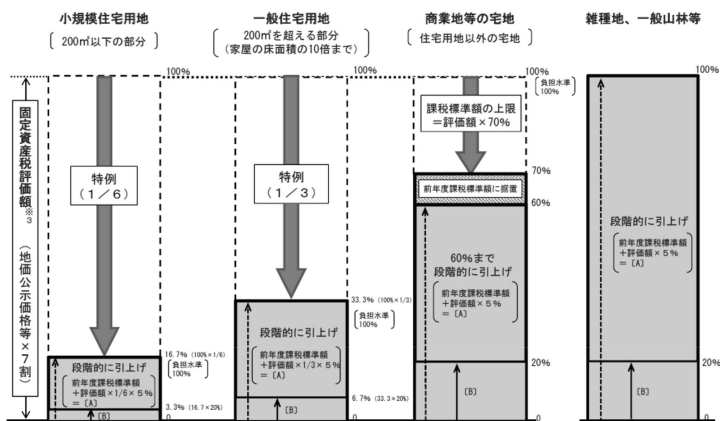 小規模住宅用地
200㎡以下の部分
100%
固定資産税評価額※3
（地価公示価格等×7割）
特例
（1／6）
16.7% (100%×1/6)
負担水準
100%
段階的に引上げ
前年度課税標準額
＋評価額×1/6×5%
＝［A］
3.3% (16.7×20%)
［B］
0
一般住宅用地
200㎡を超える部分
（家屋の床面積の10倍まで）
100%
特例
（1／3）
33.3% (100%×1/3)
負担水準
100%
段階的に引上げ
前年度課税標準額
＋評価額×1/3×5%
＝［A］
6.7% (33.3×20%)
［B］
0
商業地等の宅地
住宅用地以外の宅地
100%
負担水準
100%
課税標準額の上限
＝評価額×70%
70%
前年度課税標準額に据置
60%
60%まで
段階的に引上げ
前年度課税標準額
＋評価額×5%
＝［A］
20%
［B］
0
雑種地、一般山林等
100%
段階的に引上げ
前年度課税標準額
＋評価額×5%
＝［A］
20%
［B］
0